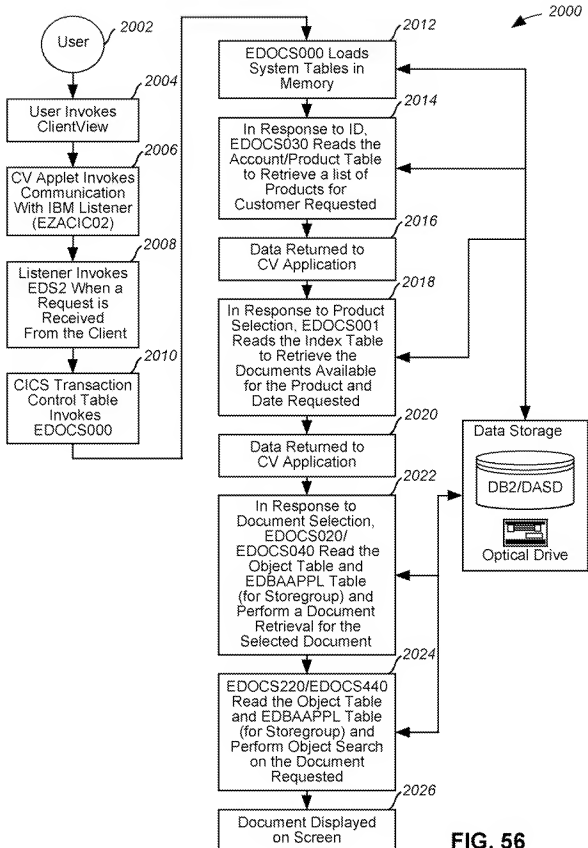 2002
User
2004
User Invokes
ClientView
2006
CV Applet Invokes
Communication
With IBM Listener
(EZACIC02)
2008
Listener Invokes
EDS2 When a
Request is
Received
From the Client
2010
CICS Transaction
Control Table
Invokes
EDOCS000
2000
2012
EDOCS000 Loads
System Tables in
Memory
2014
In Response to ID,
EDOCS030 Reads the
Account/Product Table
to Retrieve a list of
Products for
Customer Requested
2016
Data Returned to
CV Application
2018
In Response to Product
Selection, EDOCS001
Reads the Index Table
to Retrieve the
Documents Available
for the Product and
Date Requested
2020
Data Returned to
CV Application
2022
In Response to
Document Selection,
EDOCS020/
EDOCS040 Read the
Object Table and
EDBAAPPL Table
(for Storegroup) and
Perform a Document
Retrieval for the
Selected Document
2024
EDOCS220/EDOCS440
Read the Object Table
and EDBAAPPL Table
(for Storegroup) and
Perform Object Search
on the Document
Requested
2026
Document Displayed
on Screen
Data Storage
DB2/DASD
Optical Drive
FIG. 56